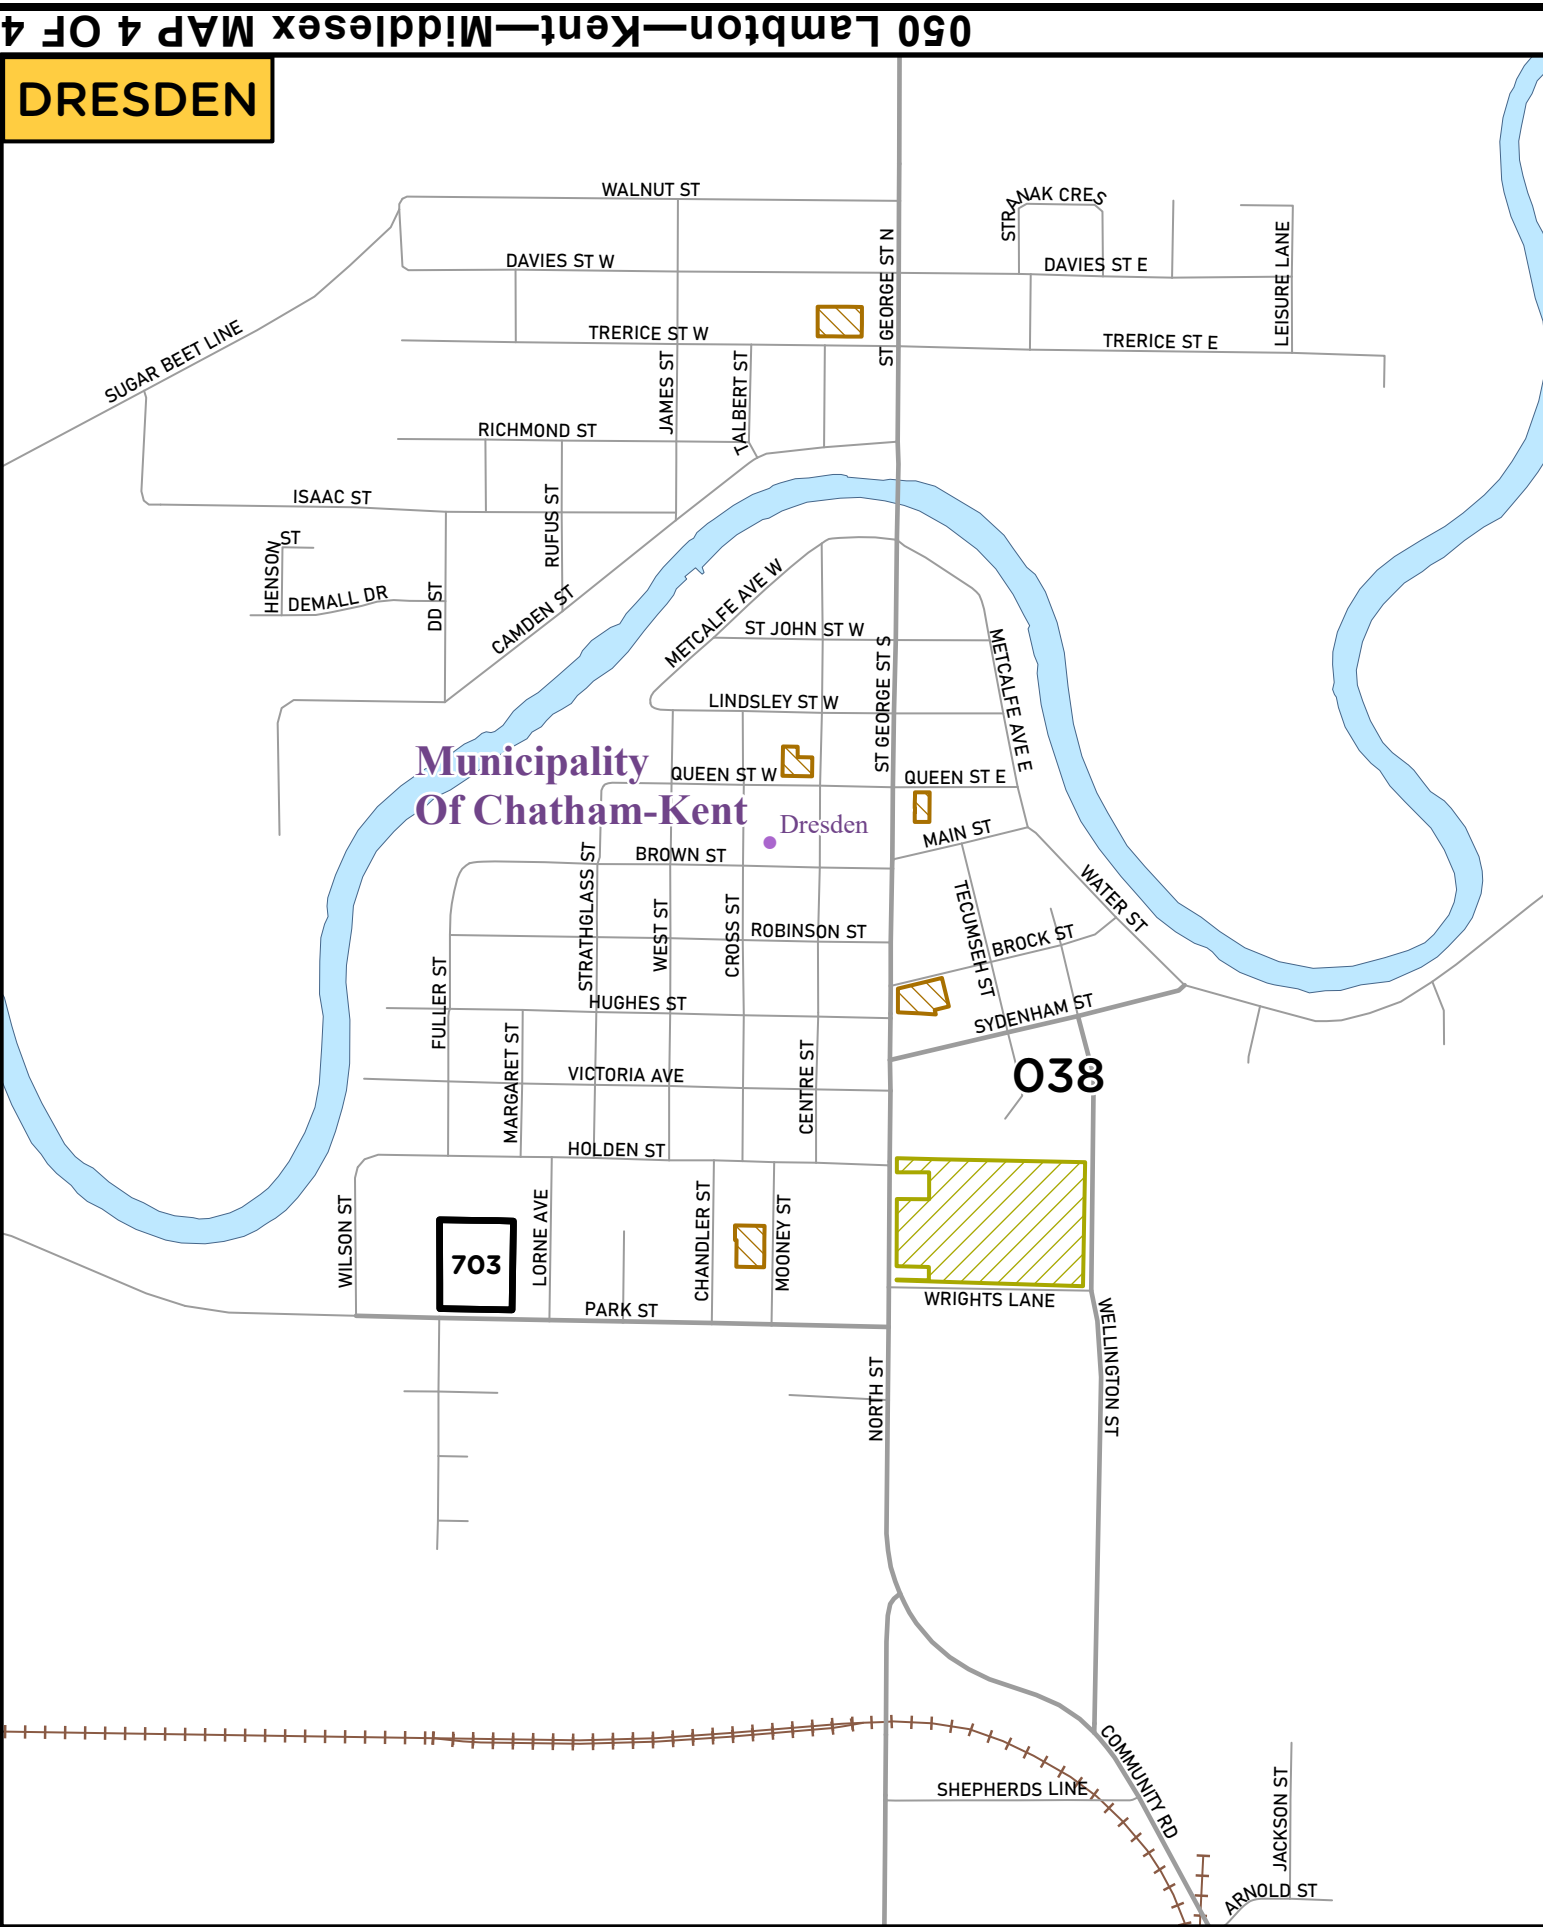 050 Lambton—Kent—Middlesex MAP 4 OF 4
DRESDEN
WALNUT ST
STRANAK CRES
DAVIES ST W
ST GEORGE ST N
DAVIES ST E
LEISURE LANE
TRERICE ST W
TRERICE ST E
SUGAR BEET LINE
JAMES ST
TALBERT ST
RICHMOND ST
ISAAC ST
RUFUS ST
HENSON ST
DEMALL DR
DD ST
CAMDEN ST
METCALFE AVE W
ST JOHN ST W
METCALFE AVE E
LINDSLEY ST W
ST GEORGE ST S
Municipality
Of Chatham-Kent
QUEEN ST W
QUEEN ST E
Dresden
MAIN ST
BROWN ST
STRATHGLASS ST
WATER ST
WEST ST
CROSS ST
ROBINSON ST
TECUMSEH ST
BROCK ST
FULLER ST
HUGHES ST
SYDENHAM ST
MARGARET ST
CENTRE ST
038
VICTORIA AVE
HOLDEN ST
WILSON ST
703
LORNE AVE
CHANDLER ST
MOONEY ST
PARK ST
WRIGHTS LANE
WELLINGTON ST
NORTH ST
COMMUNITY RD
SHEPHERDS LINE
JACKSON ST
ARNOLD ST